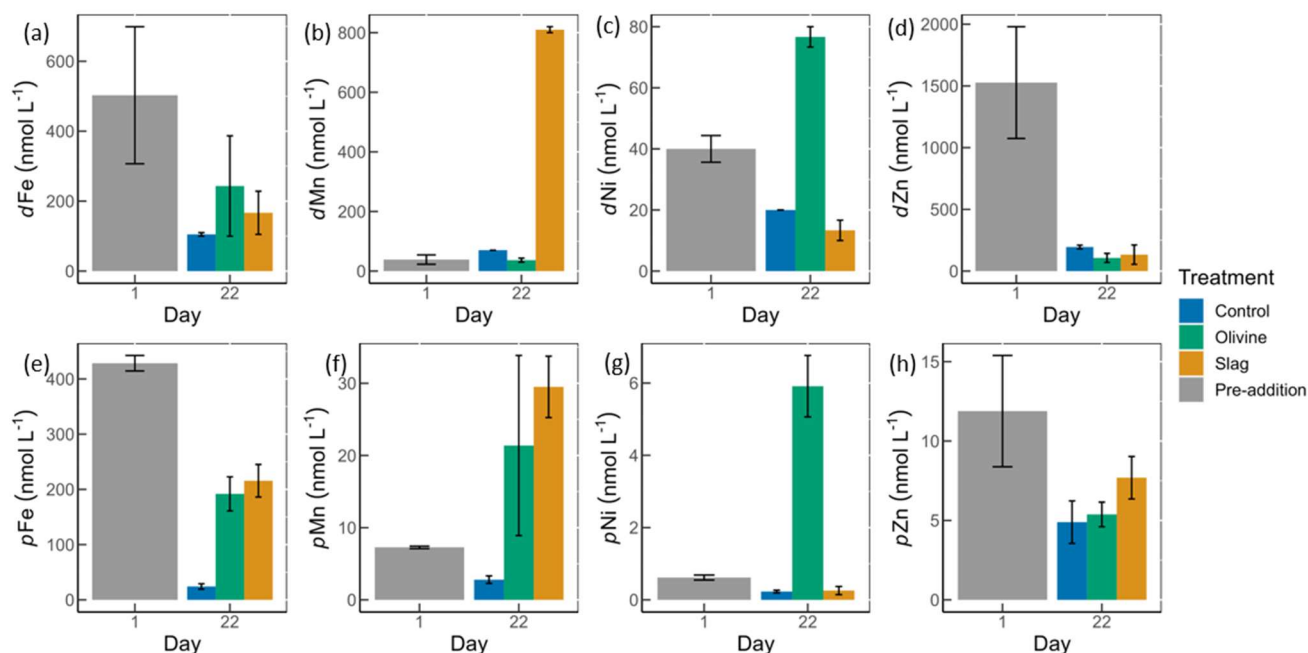 (a)
dFe (nmol L⁻¹)
600
400
200
0
1
22
Day
(b)
dMn (nmol L⁻¹)
800
600
400
200
0
1
22
Day
(c)
dNi (nmol L⁻¹)
80
60
40
20
0
1
22
Day
(d)
dZn (nmol L⁻¹)
2000
1500
1000
500
0
1
22
Day
(e)
pFe (nmol L⁻¹)
400
300
200
100
0
1
22
Day
(f)
pMn (nmol L⁻¹)
30
20
10
0
1
22
Day
(g)
pNi (nmol L⁻¹)
6
4
2
0
1
22
Day
(h)
pZn (nmol L⁻¹)
15
10
5
0
1
22
Day
Treatment
Control
Olivine
Slag
Pre-addition